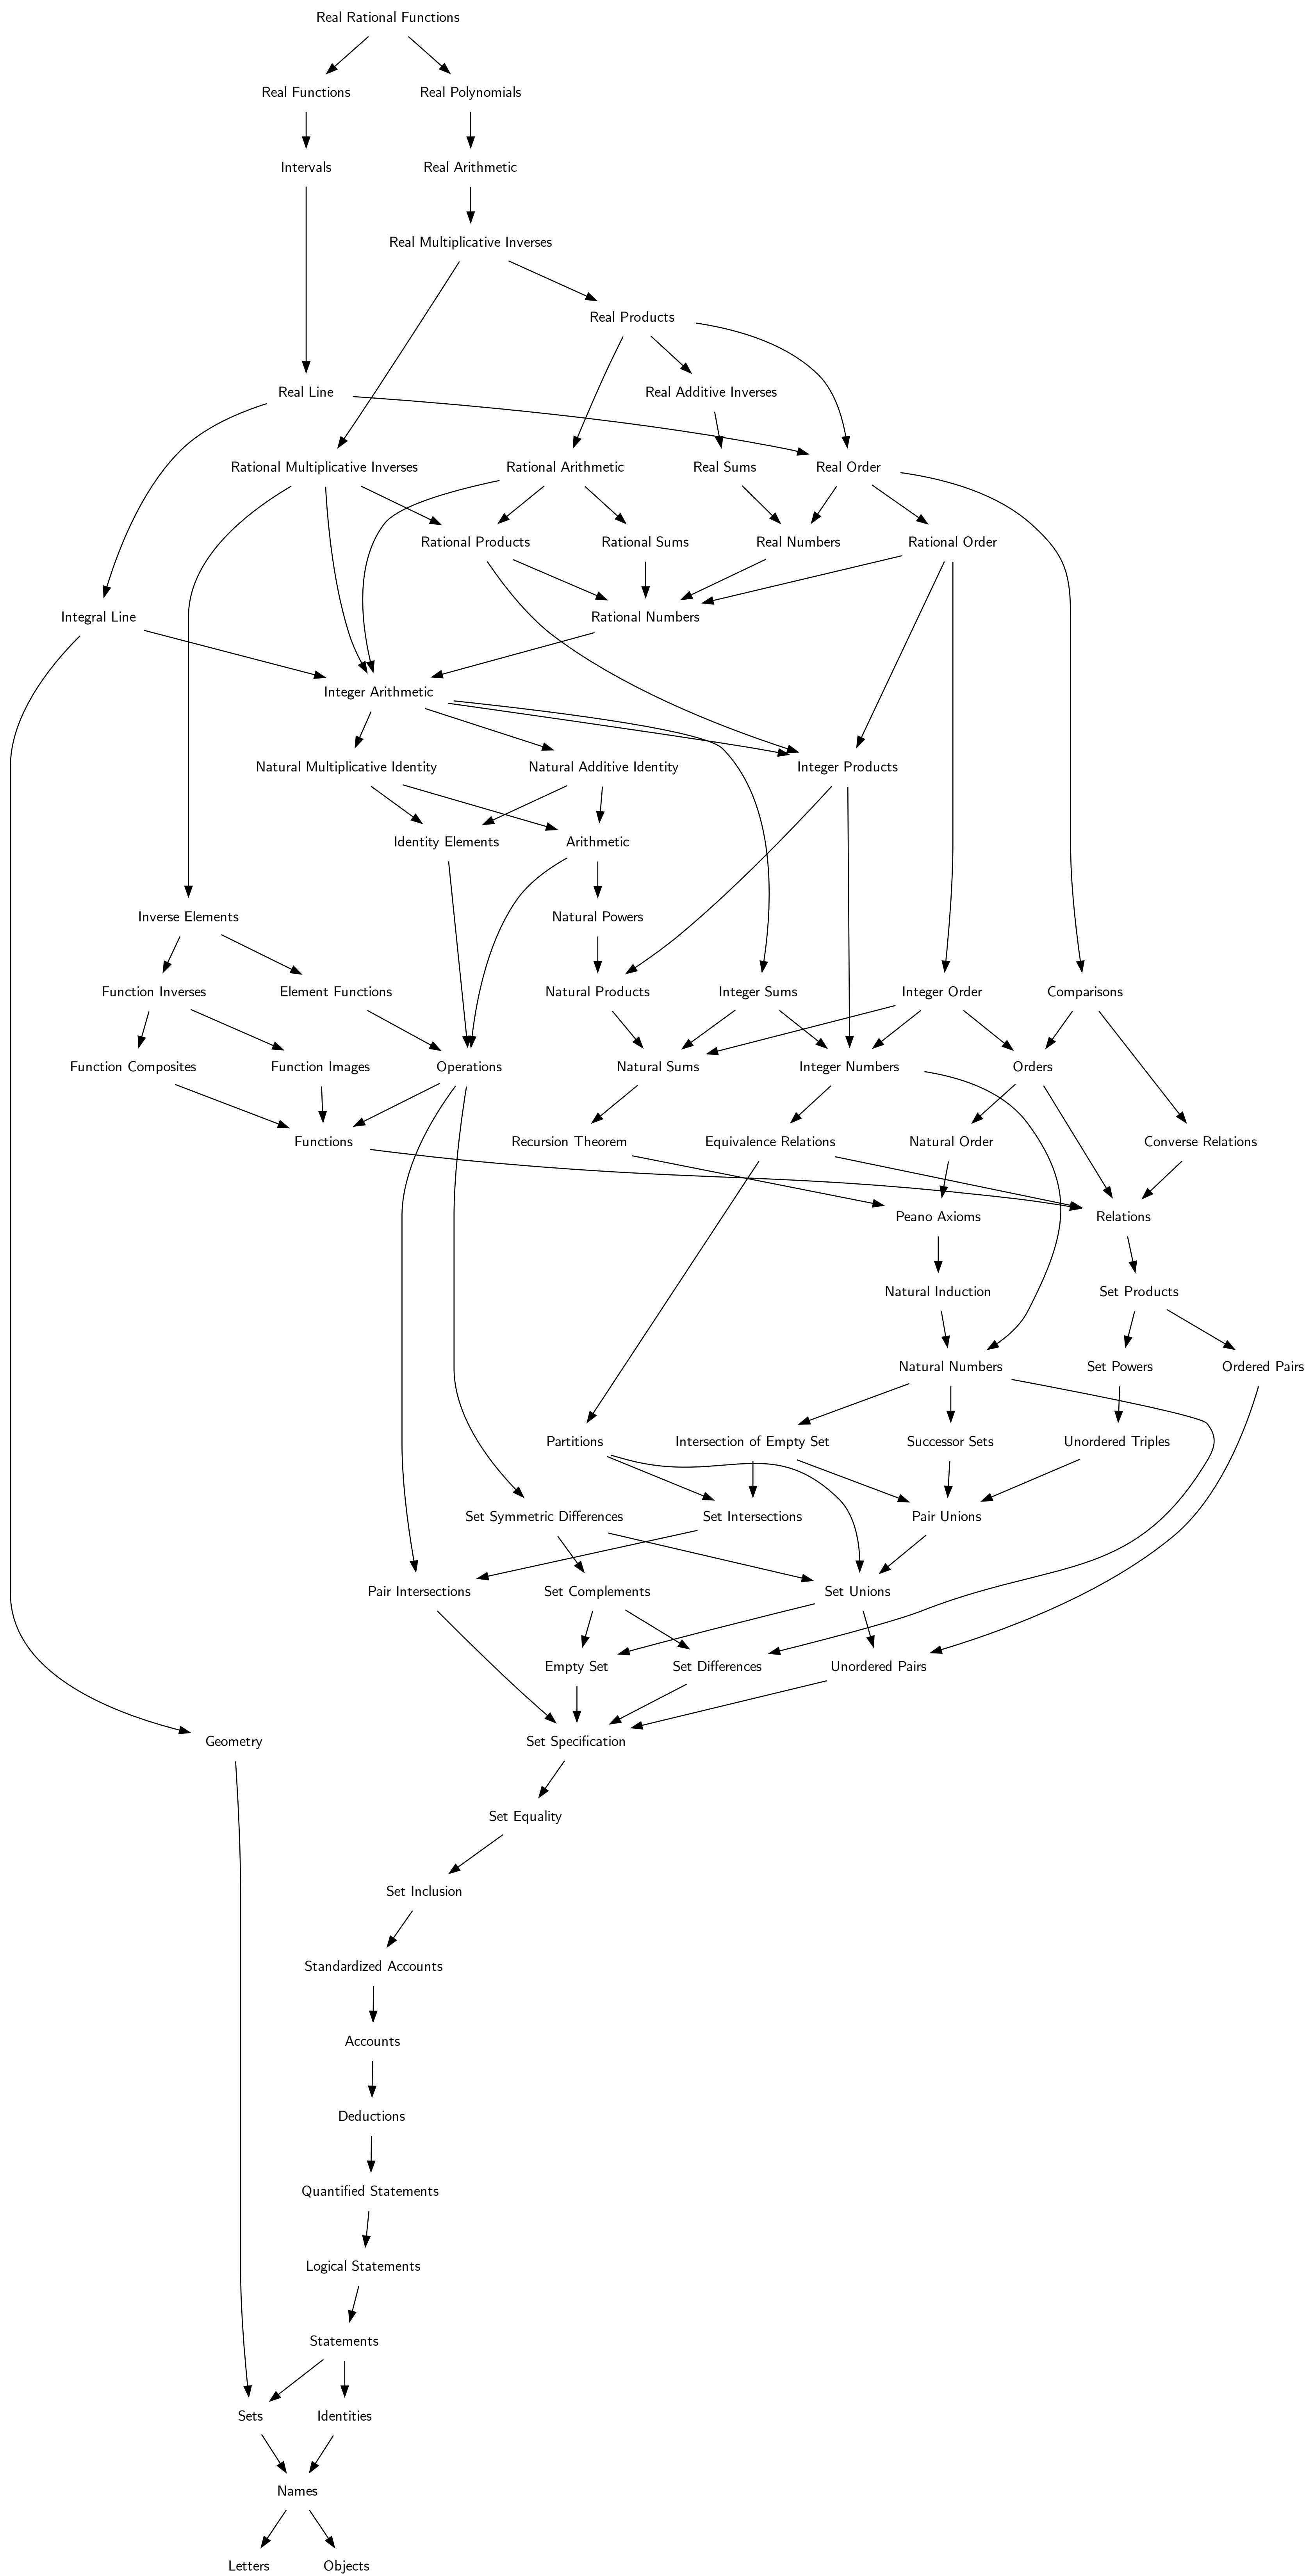 Real Rational Functions
Real Functions
Real Polynomials
Intervals
Real Arithmetic
Real Multiplicative Inverses
Real Products
Real Line
Real Additive Inverses
Rational Multiplicative Inverses
Rational Arithmetic
Real Sums
Real Order
Rational Products
Rational Sums
Real Numbers
Rational Order
Integral Line
Rational Numbers
Integer Arithmetic
Natural Multiplicative Identity
Natural Additive Identity
Integer Products
Identity Elements
Arithmetic
Inverse Elements
Natural Powers
Function Inverses
Element Functions
Natural Products
Integer Sums
Integer Order
Comparisons
Function Composites
Function Images
Operations
Natural Sums
Integer Numbers
Orders
Functions
Recursion Theorem
Equivalence Relations
Natural Order
Converse Relations
Peano Axioms
Relations
Natural Induction
Set Products
Natural Numbers
Set Powers
Ordered Pairs
Partitions
Intersection of Empty Set
Successor Sets
Unordered Triples
Set Symmetric Differences
Set Intersections
Pair Unions
Pair Intersections
Set Complements
Set Unions
Empty Set
Set Differences
Unordered Pairs
Geometry
Set Specification
Set Equality
Set Inclusion
Standardized Accounts
Accounts
Deductions
Quantified Statements
Logical Statements
Statements
Sets
Identities
Names
Letters
Objects